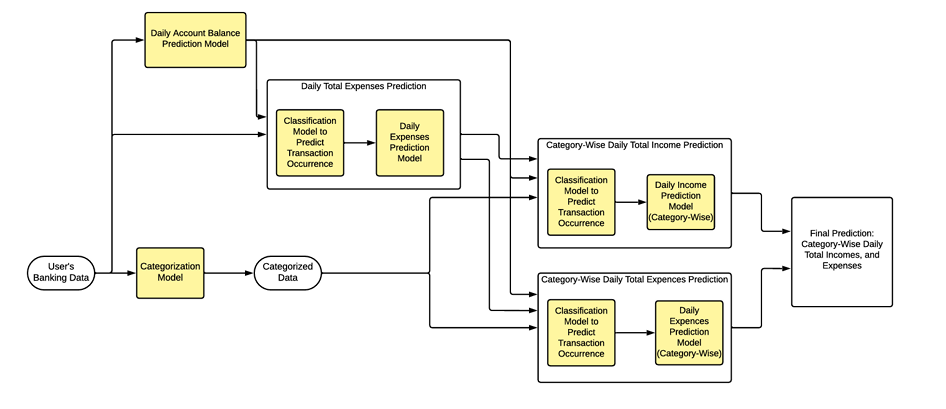 Daily Account Balance
Prediction Model
Daily Total Expenses Prediction
Classification
Model to
Predict
Transaction
Occurrence
Daily
Expenses
Prediction
Model
Category-Wise Daily Total Income Prediction
Classification
Model to
Predict
Transaction
Occurrence
Daily Income
Prediction
Model
(Category-Wise)
User's
Banking Data
Categorization
Model
Categorized
Data
Category-Wise Daily Total Expences Prediction
Classification
Model to
Predict
Transaction
Occurrence
Daily
Expences
Prediction
Model
(Category-Wise)
Final Prediction:
Category-Wise Daily
Total Incomes, and
Expenses